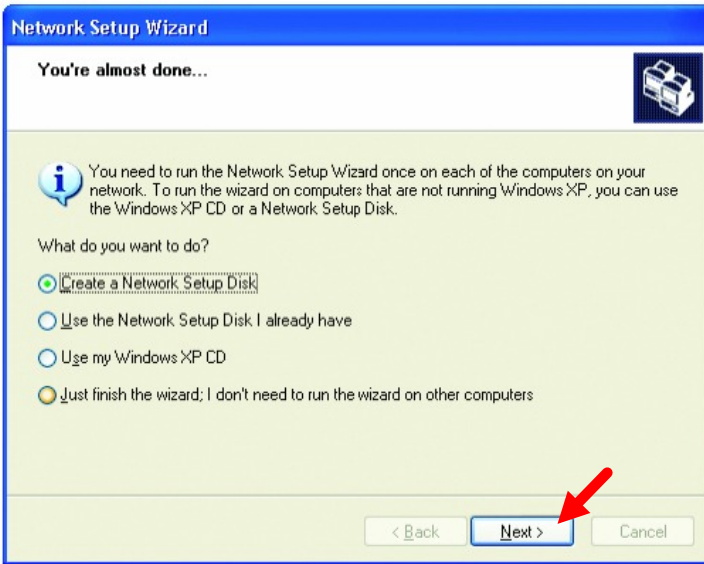 Network Setup Wizard
You're almost done...
You need to run the Network Setup Wizard once on each of the computers on your
network. To run the wizard on computers that are not running Windows XP, you can use
the Windows XP CD or a Network Setup Disk.
What do you want to do?
Create a Network Setup Disk
Use the Network Setup Disk I already have
Use my Windows XP CD
Just finish the wizard; I don't need to run the wizard on other computers
< Back Next > Cancel